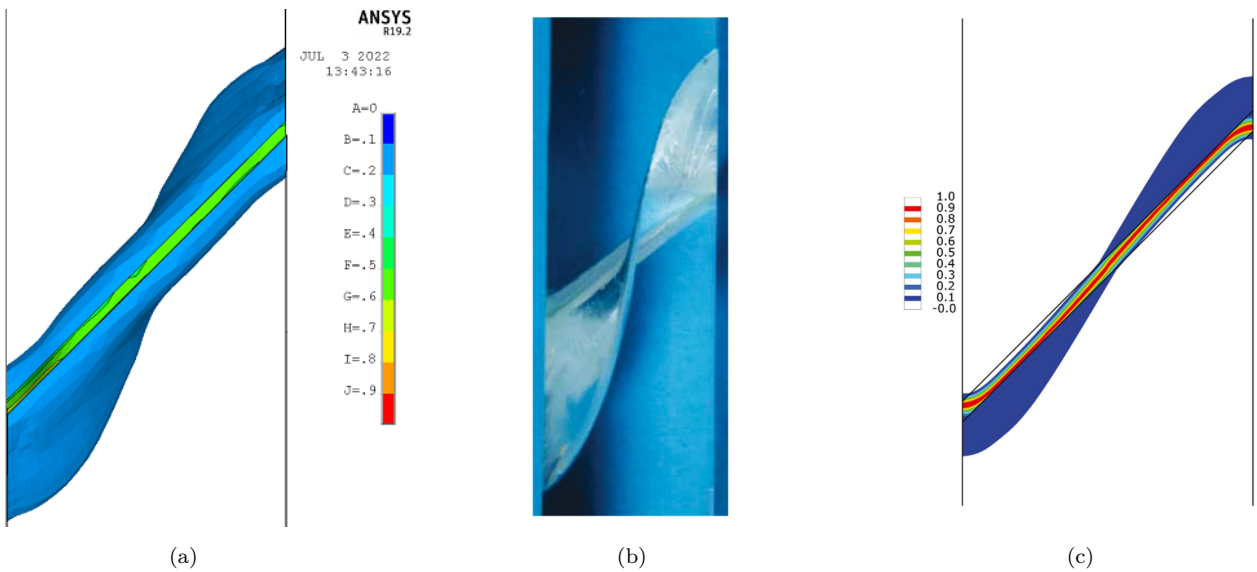 ANSYS
R19.2
JUL 3 2022
13:43:16
A=0
B=.1
C=.2
D=.3
E=.4
F=.5
G=.6
H=.7
I=.8
J=.9
1.0
0.9
0.8
0.7
0.6
0.5
0.4
0.3
0.2
0.1
-0.0
(a)
(b)
(c)